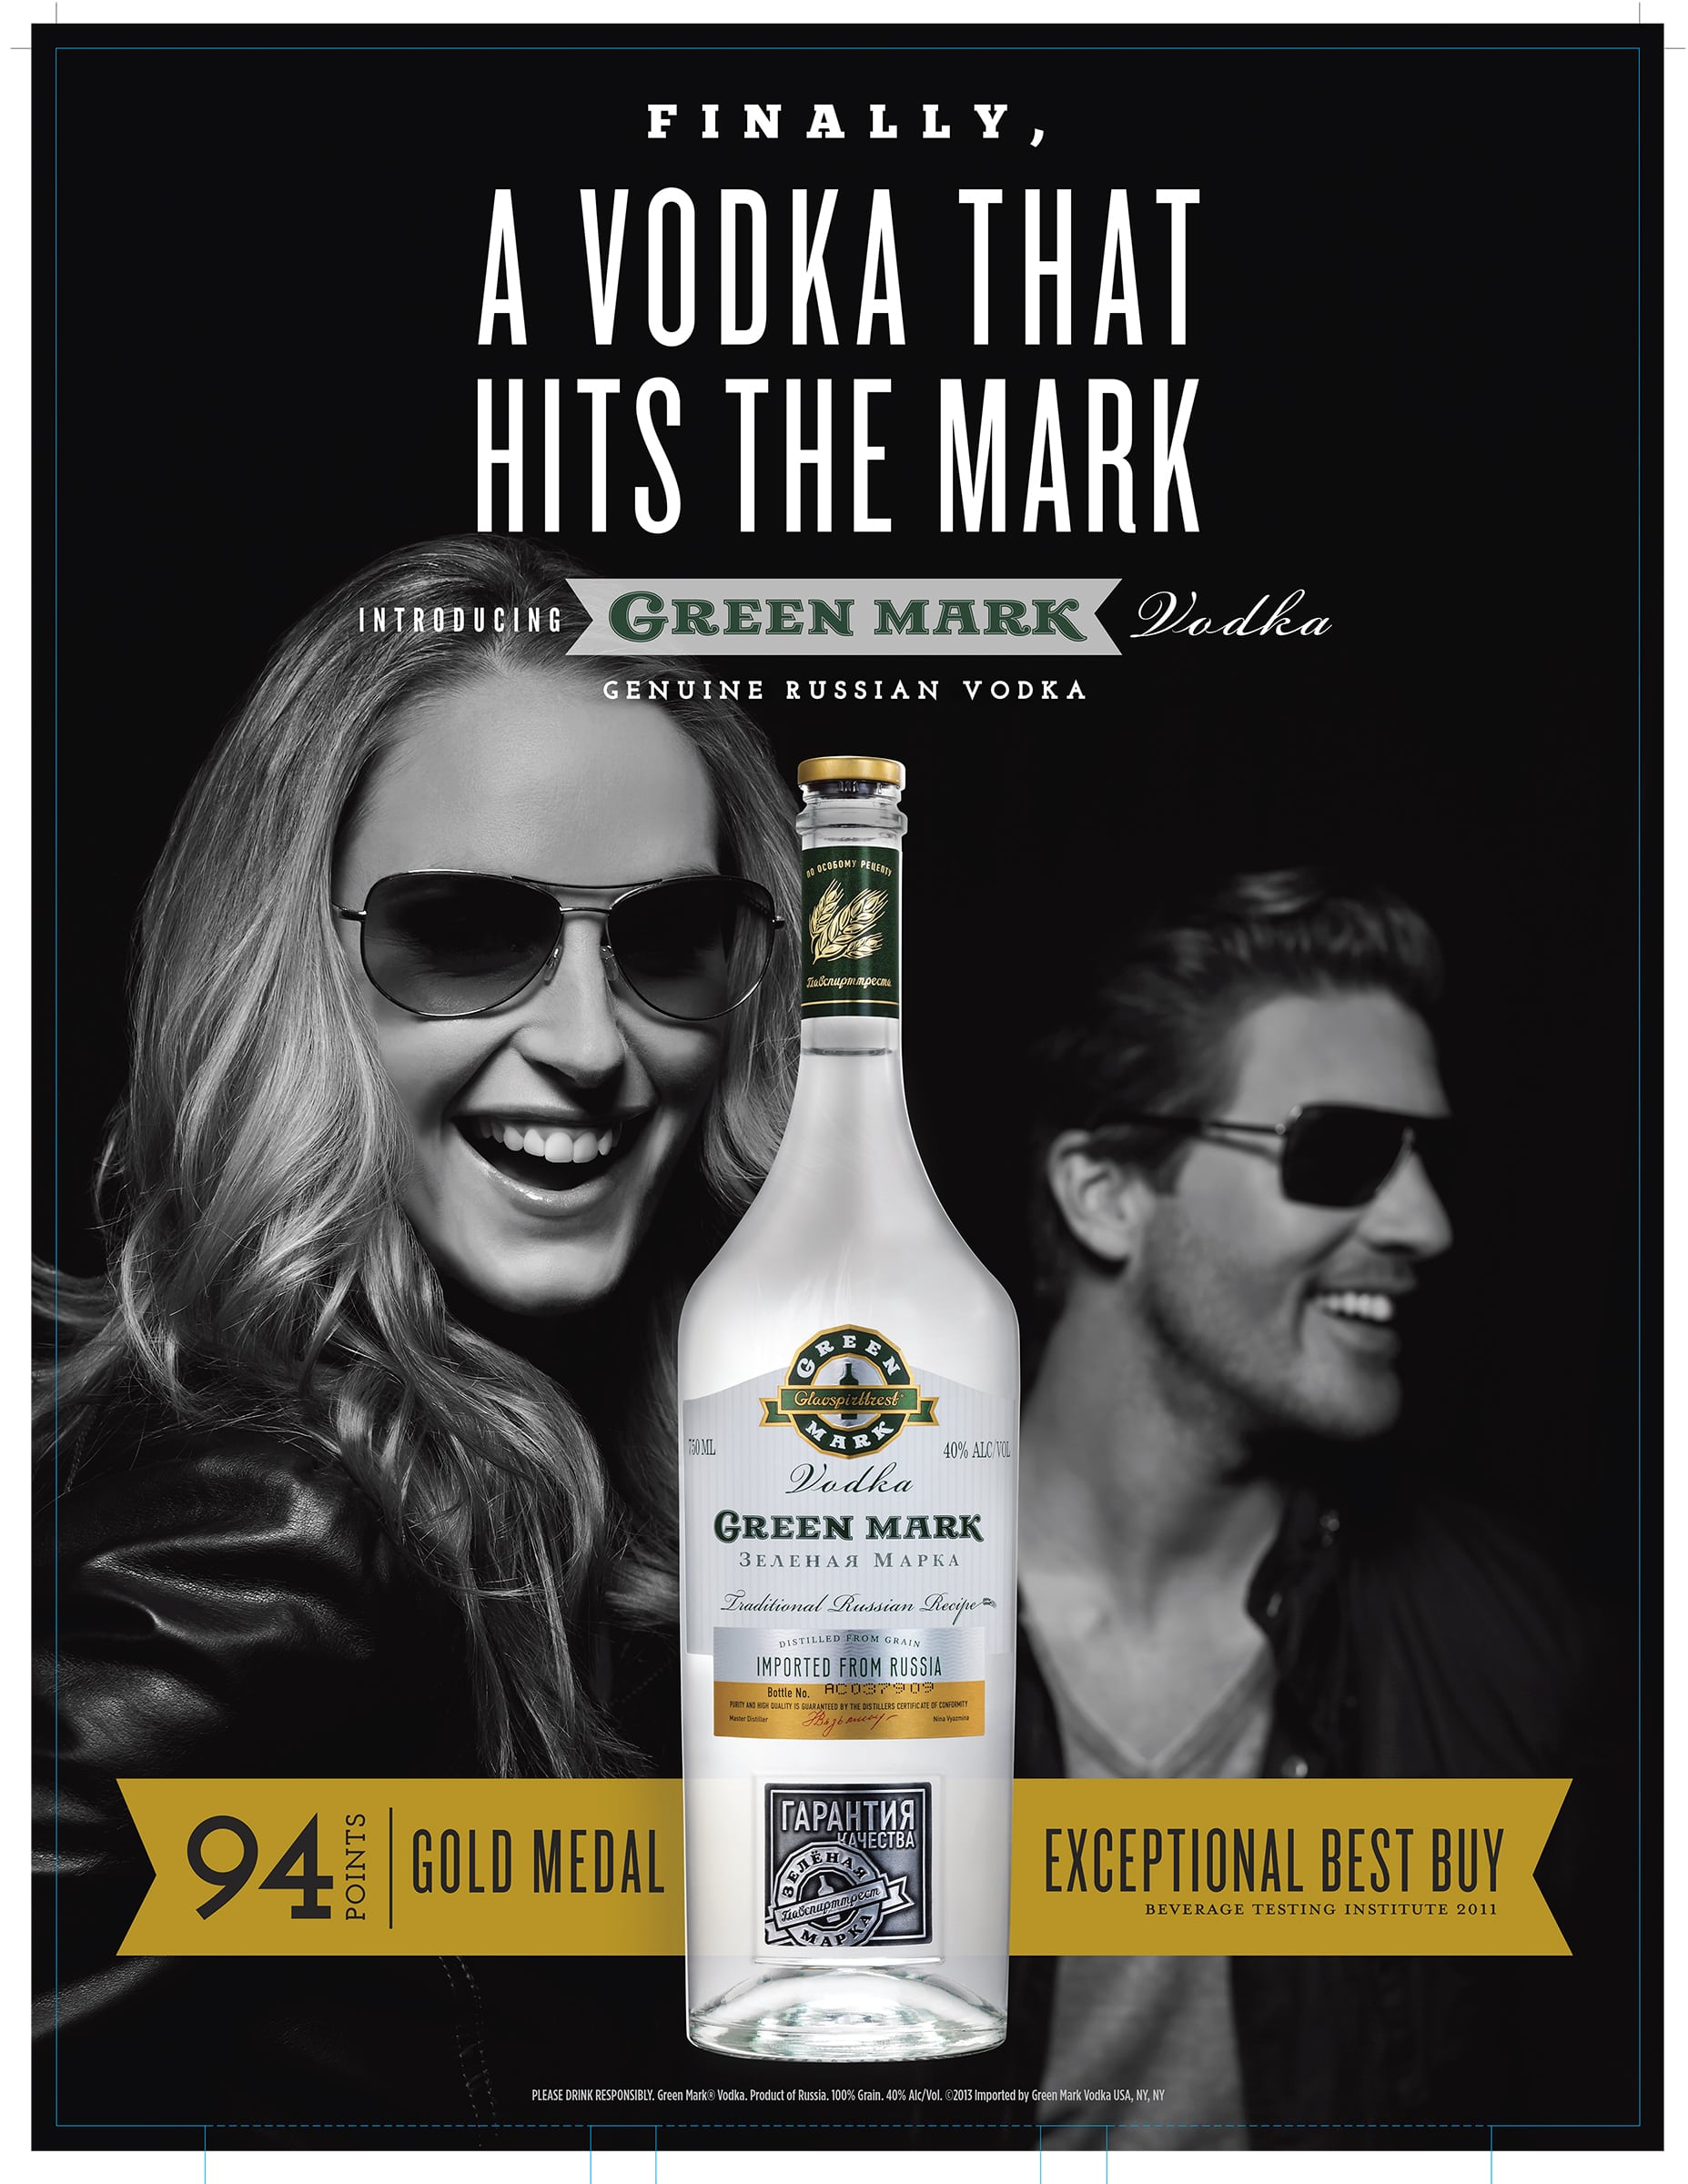 FINALLY,
A VODKA THAT
HITS THE MARK
INTRODUCING GREEN MARK Vodka
GENUINE RUSSIAN VODKA
ПО ОСОБОМУ РЕЦЕПТУ
Главспирттрест
GREEN
Glavspirttrest
MARK
750 ML
40% ALC/VOL
Vodka
GREEN MARK
ЗЕЛЕНАЯ МАРКА
Traditional Russian Recipe
DISTILLED FROM GRAIN
IMPORTED FROM RUSSIA
Bottle No. AC037909
PURITY AND HIGH QUALITY IS GUARANTEED BY THE DISTILLERS CERTIFICATE OF CONFORMITY
Master Distiller Nina Vyazmina
ГАРАНТИЯ
КАЧЕСТВА
ЗЕЛЁНАЯ
Главспирттрест
МАРКА
94 POINTS GOLD MEDAL
EXCEPTIONAL BEST BUY
BEVERAGE TESTING INSTITUTE 2011
PLEASE DRINK RESPONSIBLY. Green Mark® Vodka. Product of Russia. 100% Grain. 40% Alc/Vol. ©2013 Imported by Green Mark Vodka USA, NY, NY